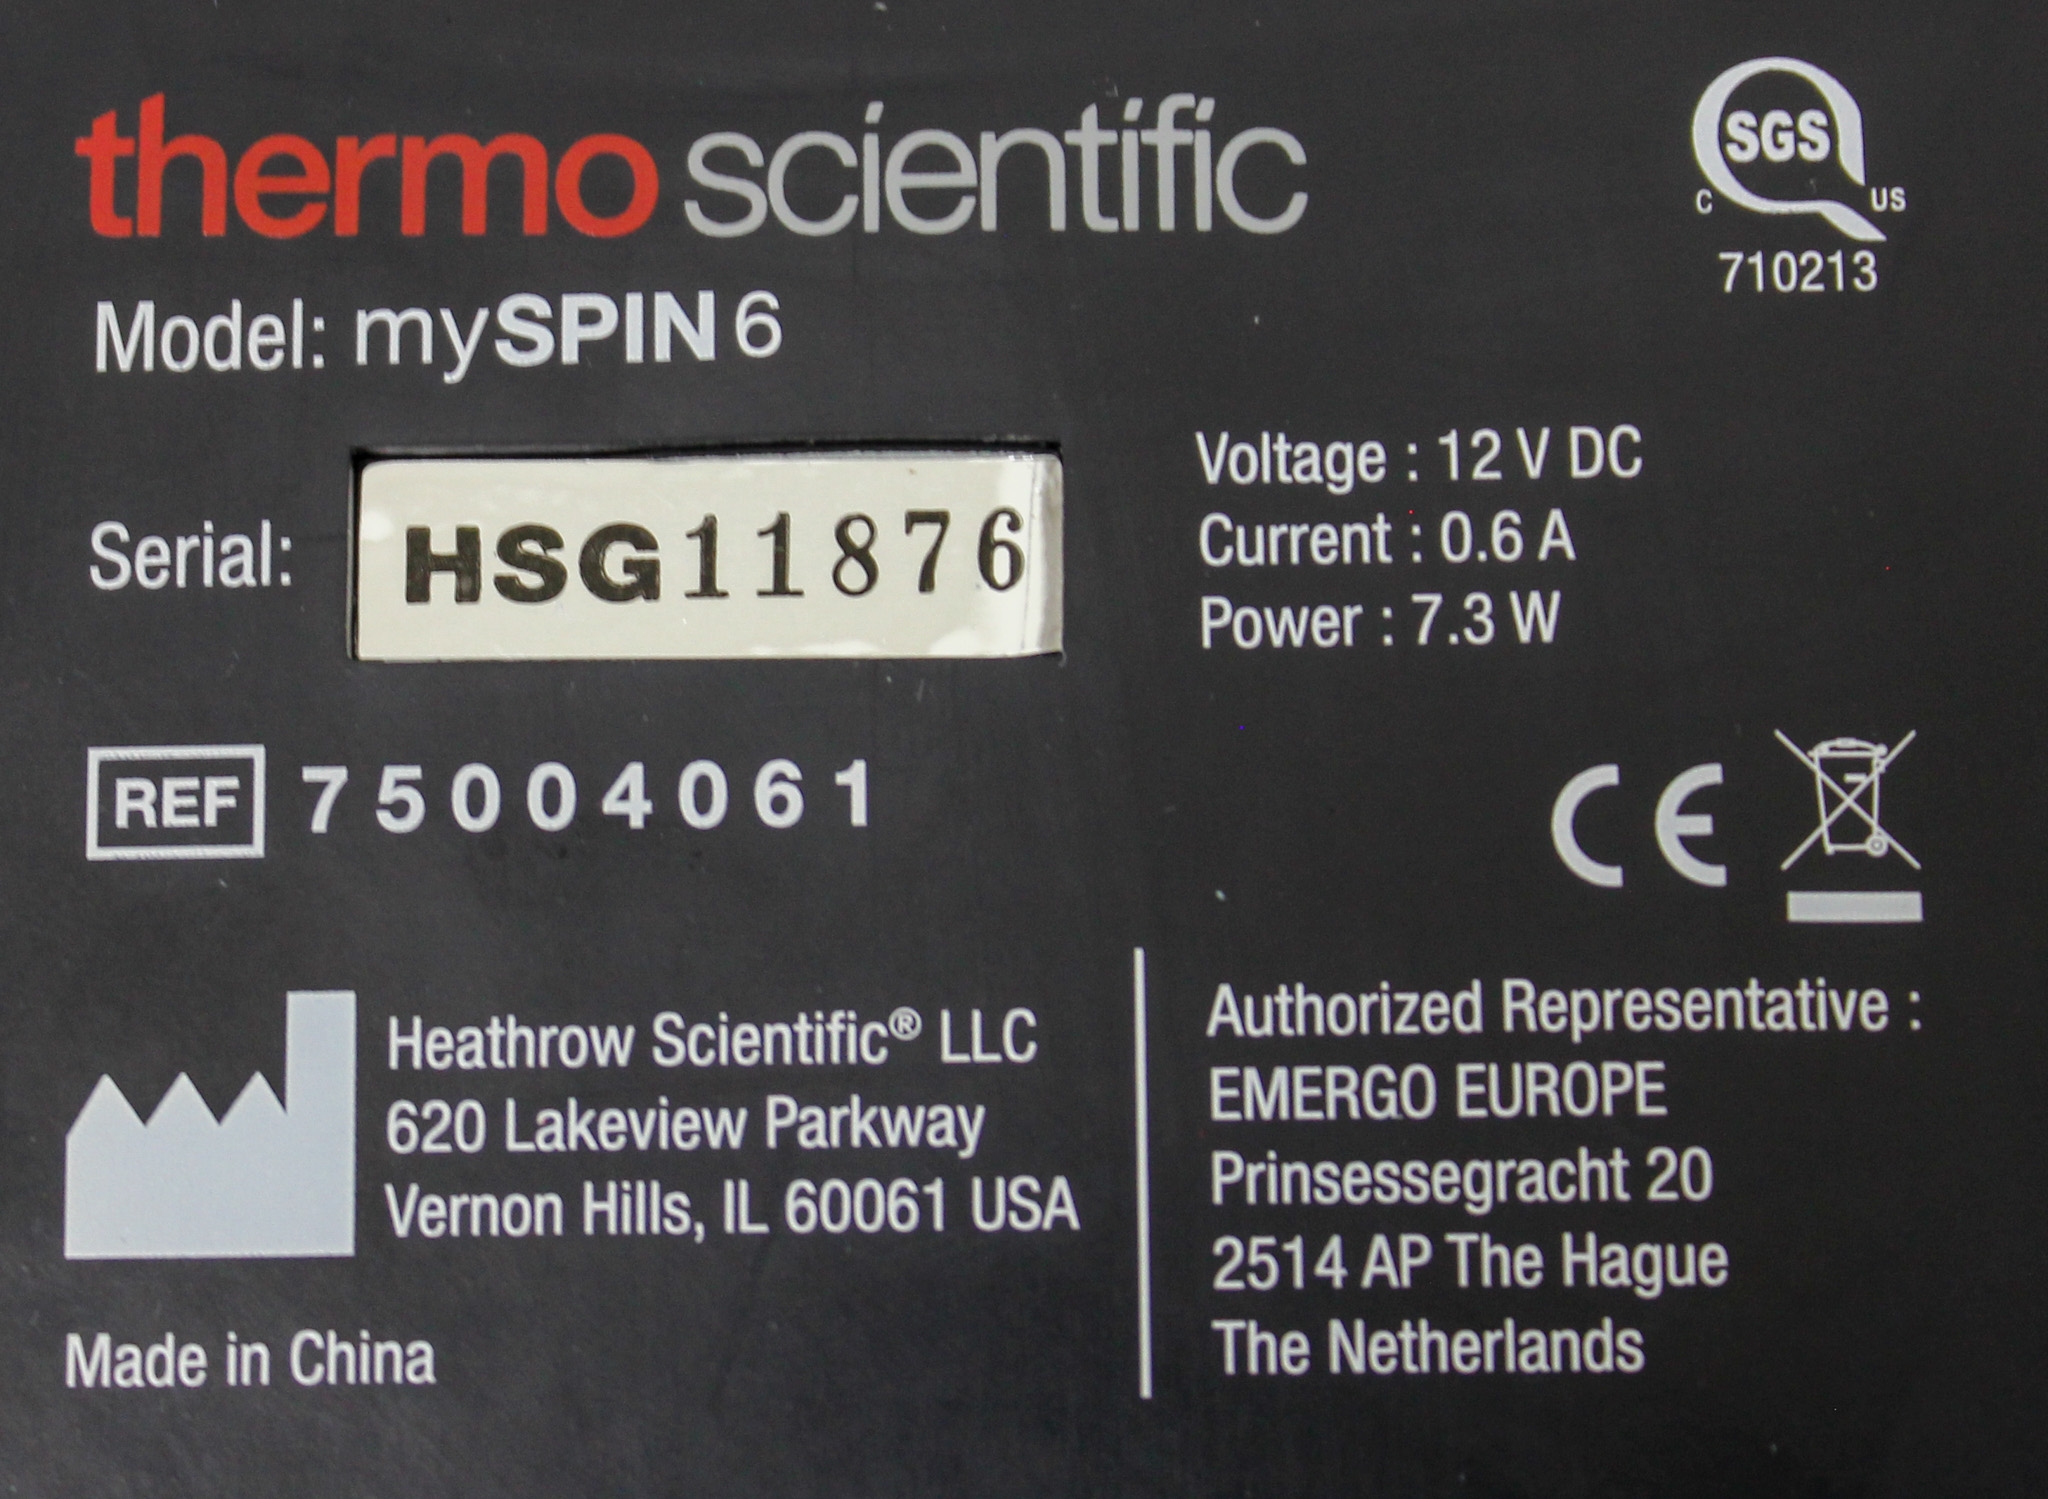 thermo scientific
SGS
C US
710213
Model: mySPIN 6
Serial: HSG11876
Voltage : 12 V DC
Current : 0.6 A
Power : 7.3 W
REF 75004061
CE
Heathrow Scientific® LLC
620 Lakeview Parkway
Vernon Hills, IL 60061 USA
Made in China
Authorized Representative :
EMERGO EUROPE
Prinsessegracht 20
2514 AP The Hague
The Netherlands